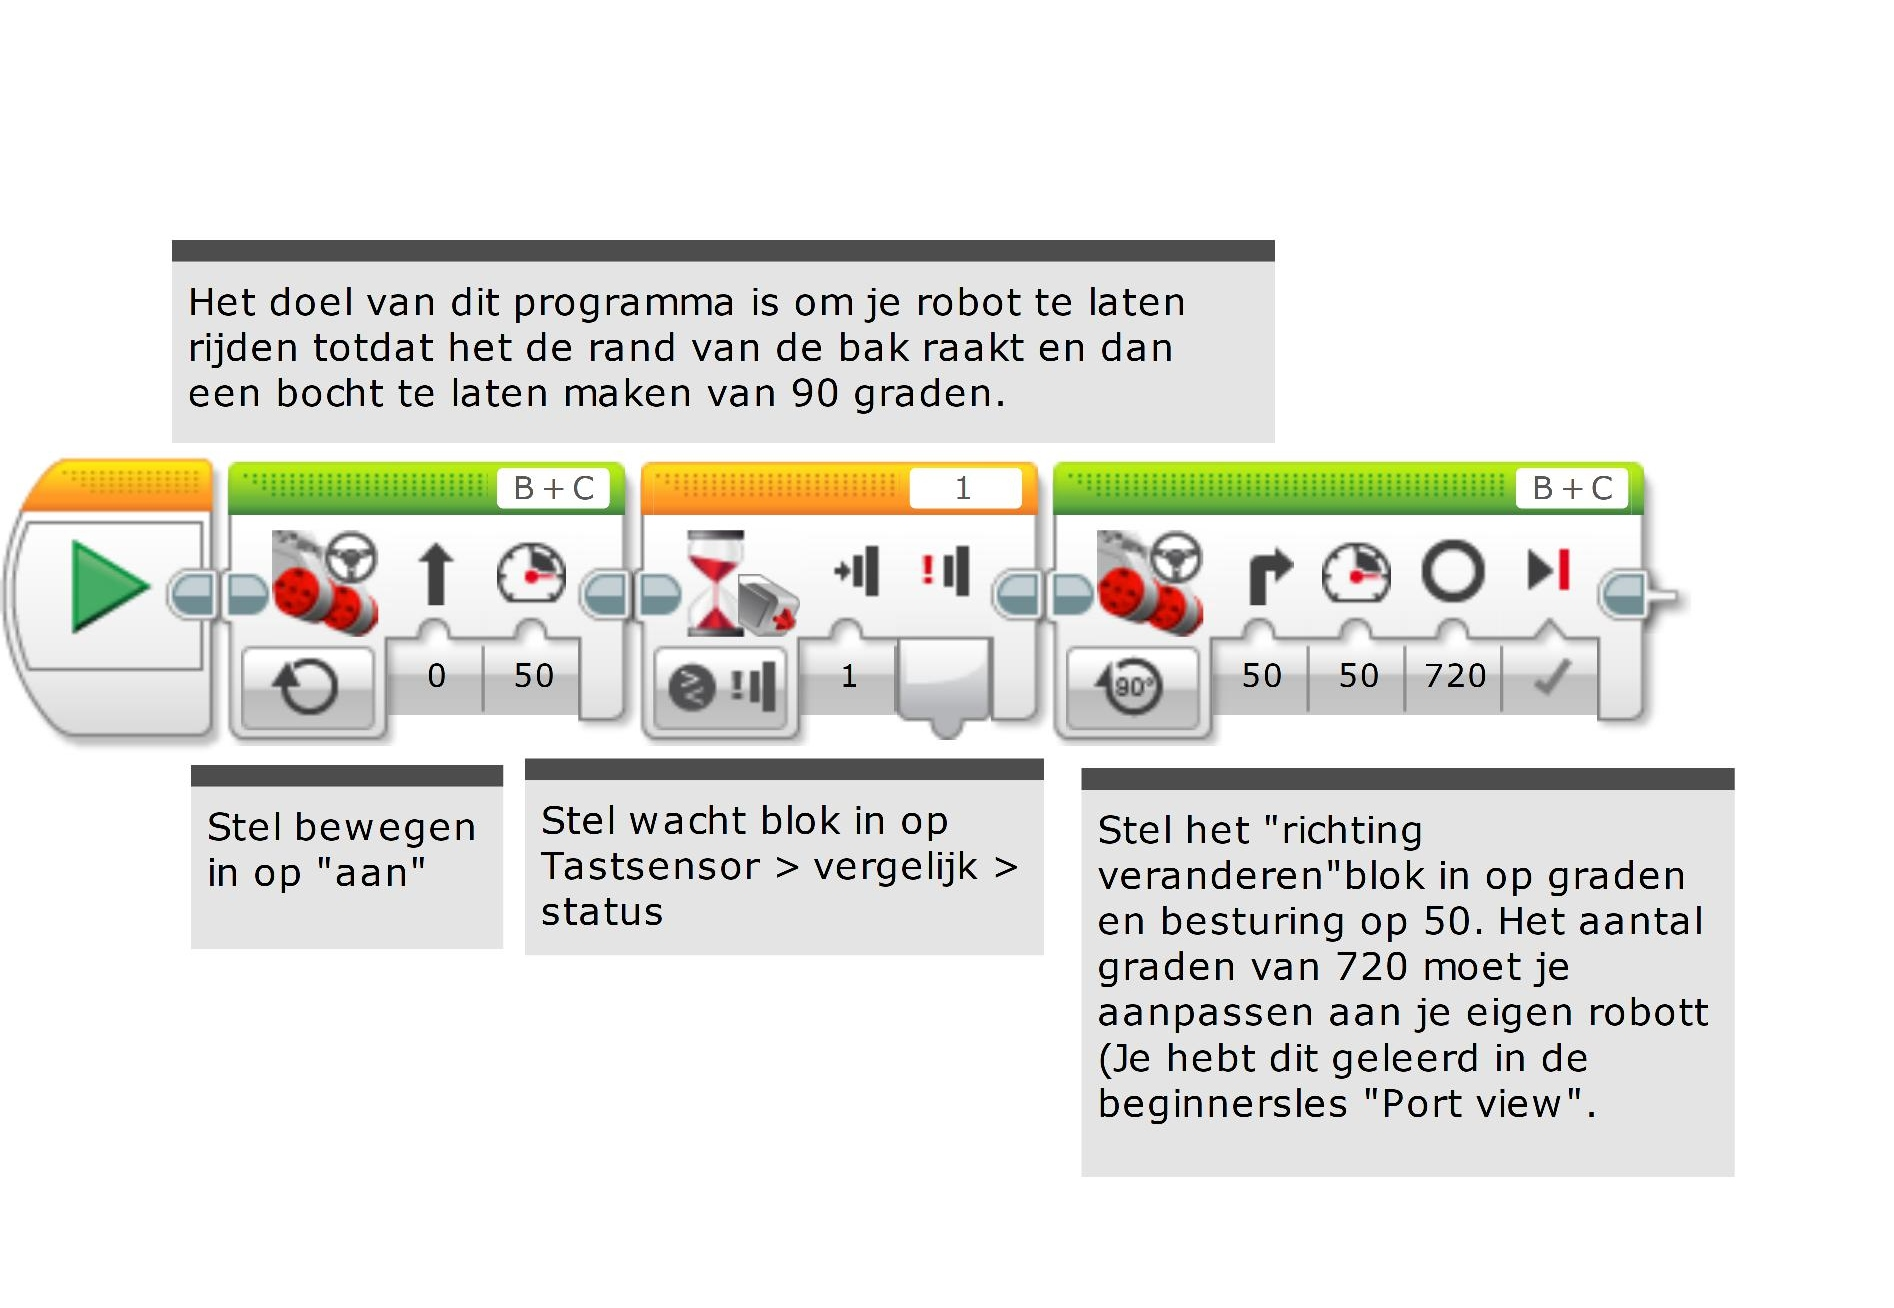 Het doel van dit programma is om je robot te laten
rijden totdat het de rand van de bak raakt en dan
een bocht te laten maken van 90 graden.
B + C
1
B + C
0
50
1
90°
50
50
720
Stel bewegen
in op "aan"
Stel wacht blok in op
Tastsensor > vergelijk >
status
Stel het "richting
veranderen"blok in op graden
en besturing op 50. Het aantal
graden van 720 moet je
aanpassen aan je eigen robott
(Je hebt dit geleerd in de
beginnersles "Port view".